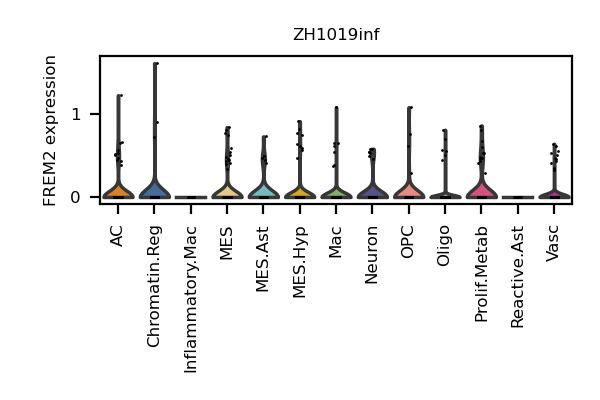 ZH1019inf
FREM2 expression
1
0
AC
Chromatin.Reg
Inflammatory.Mac
MES
MES.Ast
MES.Hyp
Mac
Neuron
OPC
Oligo
Prolif.Metab
Reactive.Ast
Vasc